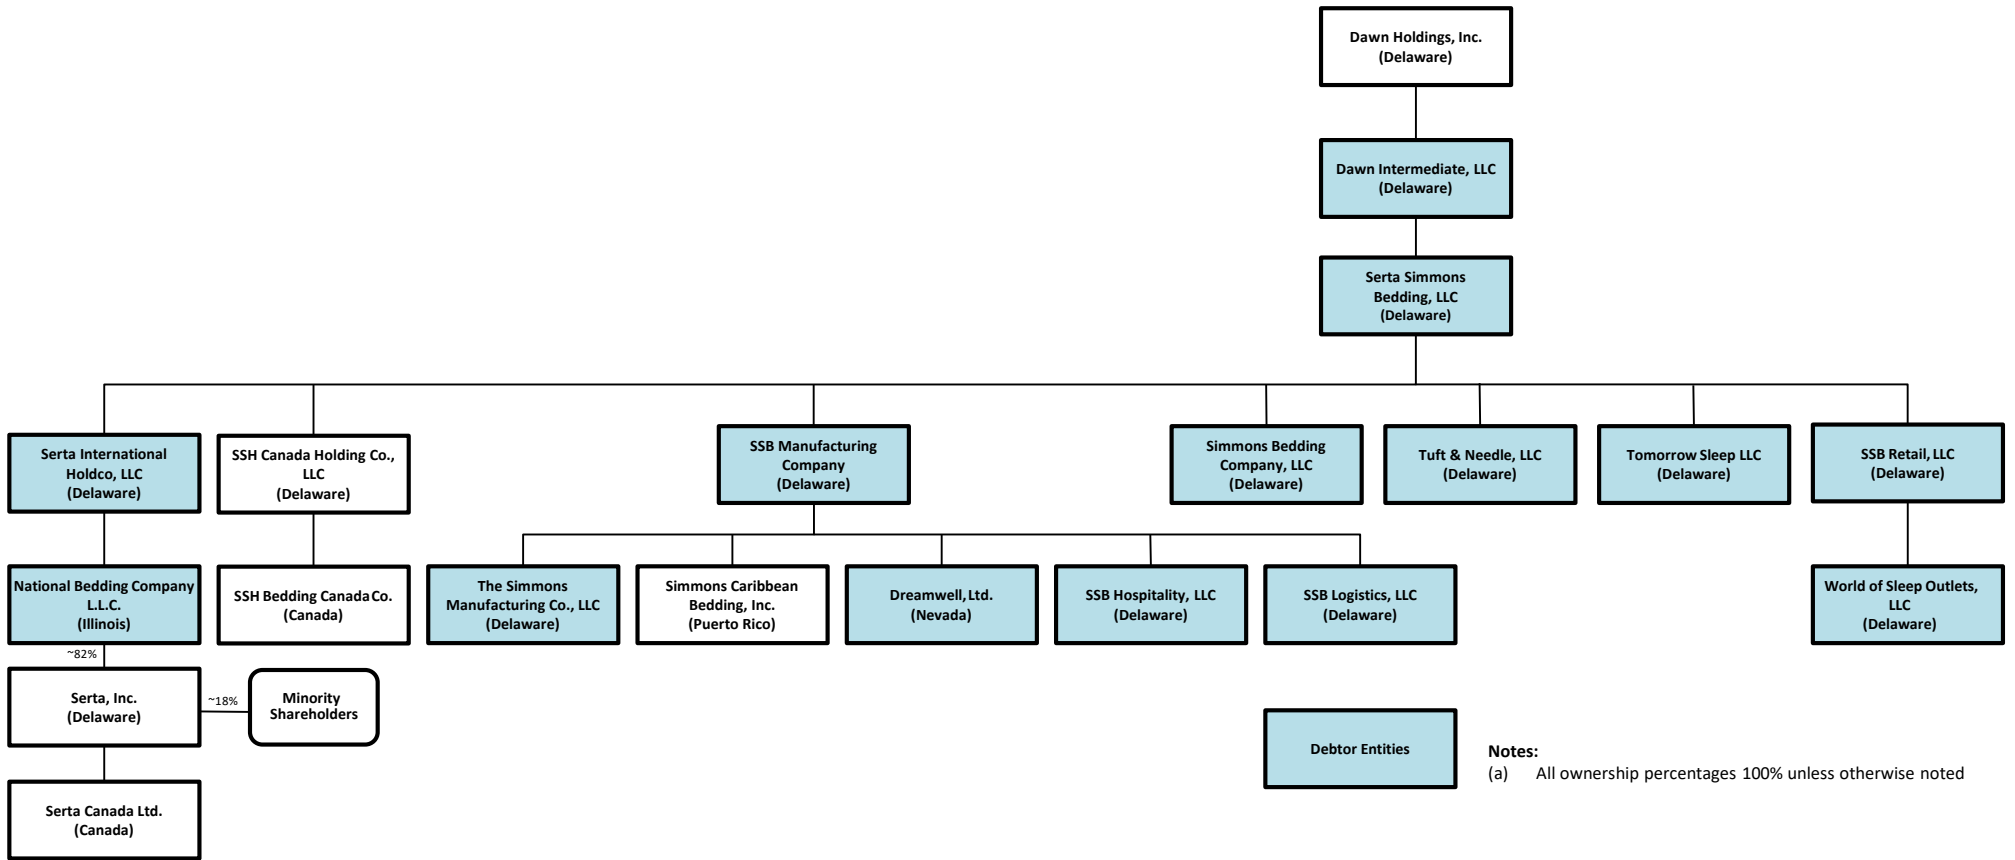 Dawn Holdings, Inc.
(Delaware)
Dawn Intermediate, LLC
(Delaware)
Serta Simmons
Bedding, LLC
(Delaware)
Serta International
Holdco, LLC
(Delaware)
SSH Canada Holding Co.,
LLC
(Delaware)
SSB Manufacturing
Company
(Delaware)
Simmons Bedding
Company, LLC
(Delaware)
Tuft & Needle, LLC
(Delaware)
Tomorrow Sleep LLC
(Delaware)
SSB Retail, LLC
(Delaware)
National Bedding Company
L.L.C.
(Illinois)
SSH Bedding Canada Co.
(Canada)
The Simmons
Manufacturing Co., LLC
(Delaware)
Simmons Caribbean
Bedding, Inc.
(Puerto Rico)
Dreamwell, Ltd.
(Nevada)
SSB Hospitality, LLC
(Delaware)
SSB Logistics, LLC
(Delaware)
World of Sleep Outlets,
LLC
(Delaware)
~82%
Serta, Inc.
(Delaware)
~18%
Minority
Shareholders
Serta Canada Ltd.
(Canada)
Debtor Entities
Notes:
(a) All ownership percentages 100% unless otherwise noted